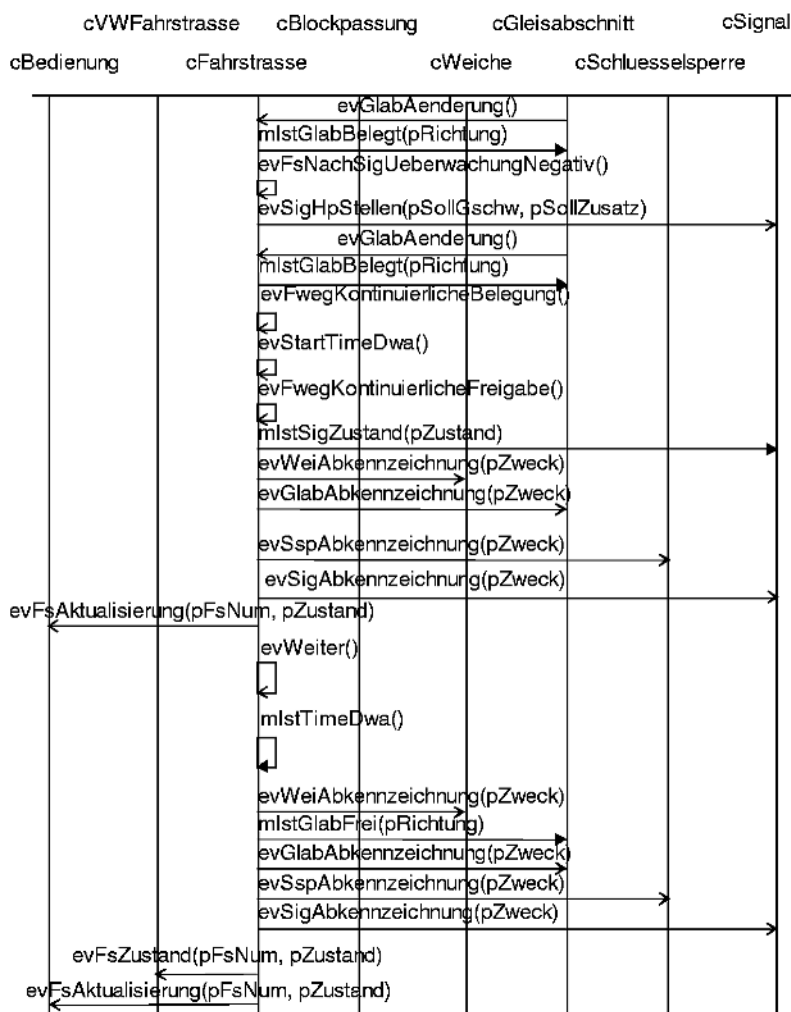 cVWFahrstrasse cBlockpassung cGleisabschnitt cSignal
cBedienung cFahrstrasse cWeiche cSchluesselsperre
evGlabAenderung()
mIstGlabBelegt(pRichtung)
evFsNachSigUeberwachungNegativ()
evSigHpStellen(pSollGschw, pSollZusatz)
evGlabAenderung()
mIstGlabBelegt(pRichtung)
evFwegKontinuierlicheBelegung()
evStartTimeDwa()
evFwegKontinuierlicheFreigabe()
mIstSigZustand(pZustand)
evWeiAbkennzeichnung(pZweck)
evGlabAbkennzeichnung(pZweck)
evSspAbkennzeichnung(pZweck)
evSigAbkennzeichnung(pZweck)
evFsAktualisierung(pFsNum, pZustand)
evWeiter()
mIstTimeDwa()
evWeiAbkennzeichnung(pZweck)
mIstGlabFrei(pRichtung)
evGlabAbkennzeichnung(pZweck)
evSspAbkennzeichnung(pZweck)
evSigAbkennzeichnung(pZweck)
evFsZustand(pFsNum, pZustand)
evFsAktualisierung(pFsNum, pZustand)